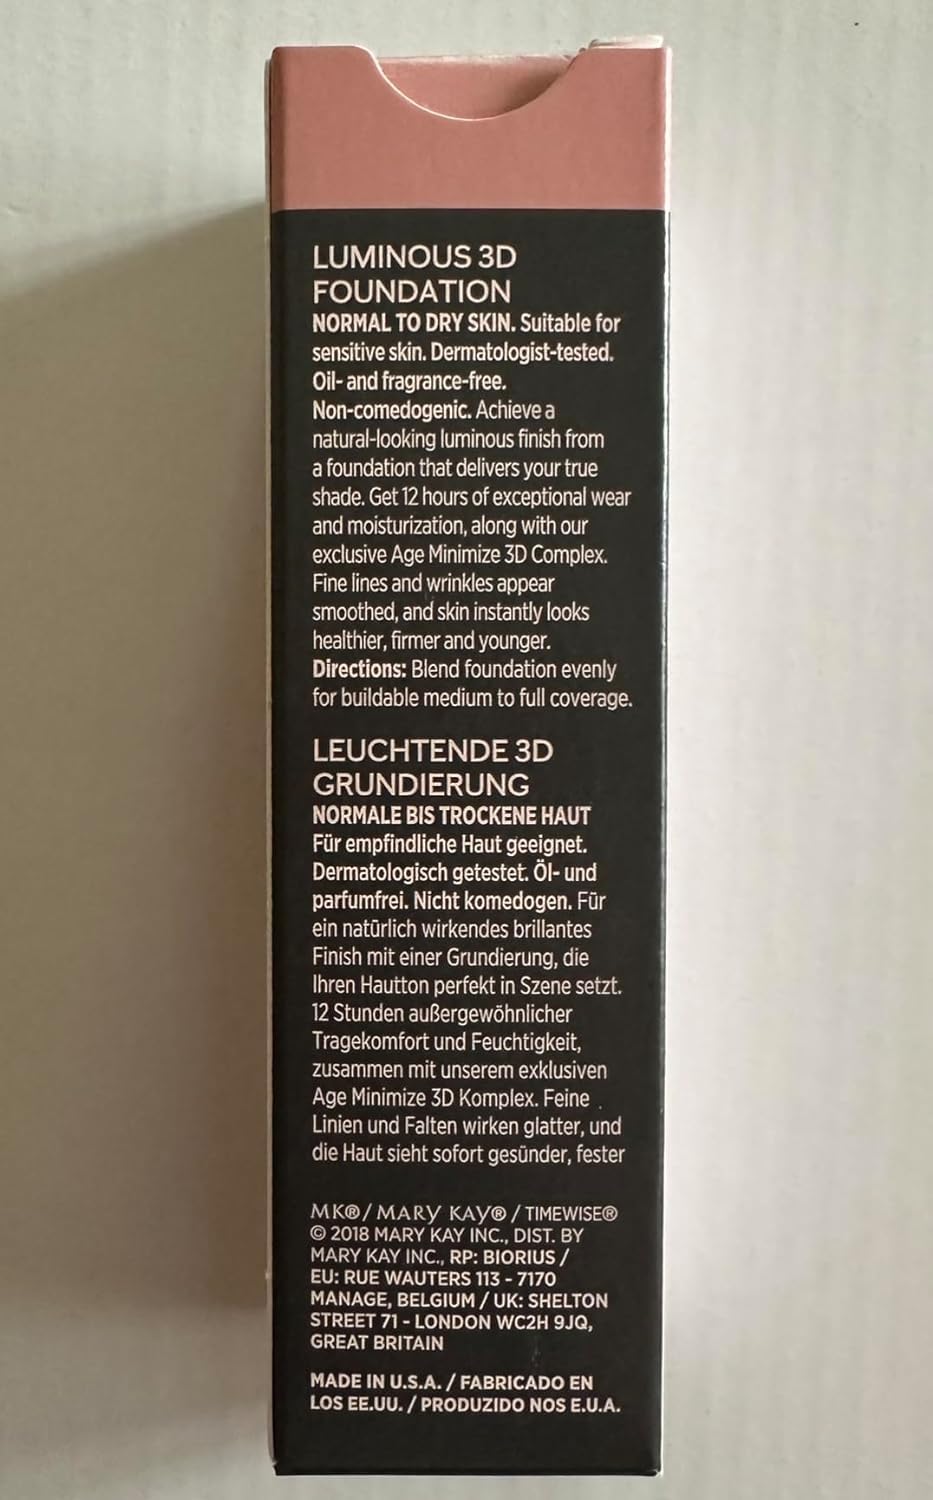 LUMINOUS 3D
FOUNDATION
NORMAL TO DRY SKIN. Suitable for
sensitive skin. Dermatologist-tested.
Oil- and fragrance-free.
Non-comedogenic. Achieve a
natural-looking luminous finish from
a foundation that delivers your true
shade. Get 12 hours of exceptional wear
and moisturization, along with our
exclusive Age Minimize 3D Complex.
Fine lines and wrinkles appear
smoothed, and skin instantly looks
healthier, firmer and younger.
Directions: Blend foundation evenly
for buildable medium to full coverage.
LEUCHTENDE 3D
GRUNDIERUNG
NORMALE BIS TROCKENE HAUT
Für empfindliche Haut geeignet.
Dermatologisch getestet. Öl- und
parfumfrei. Nicht komedogen. Für
ein natürlich wirkendes brillantes
Finish mit einer Grundierung, die
Ihren Hautton perfekt in Szene setzt.
12 Stunden außergewöhnlicher
Tragekomfort und Feuchtigkeit,
zusammen mit unserem exklusiven
Age Minimize 3D Komplex. Feine
Linien und Falten wirken glatter, und
die Haut sieht sofort gesünder, fester
MK® / MARY KAY® / TIMEWISE®
© 2018 MARY KAY INC., DIST. BY
MARY KAY INC., RP: BIORIUS /
EU: RUE WAUTERS 113 - 7170
MANAGE, BELGIUM / UK: SHELTON
STREET 71 - LONDON WC2H 9JQ,
GREAT BRITAIN
MADE IN U.S.A. / FABRICADO EN
LOS EE.UU. / PRODUZIDO NOS E.U.A.